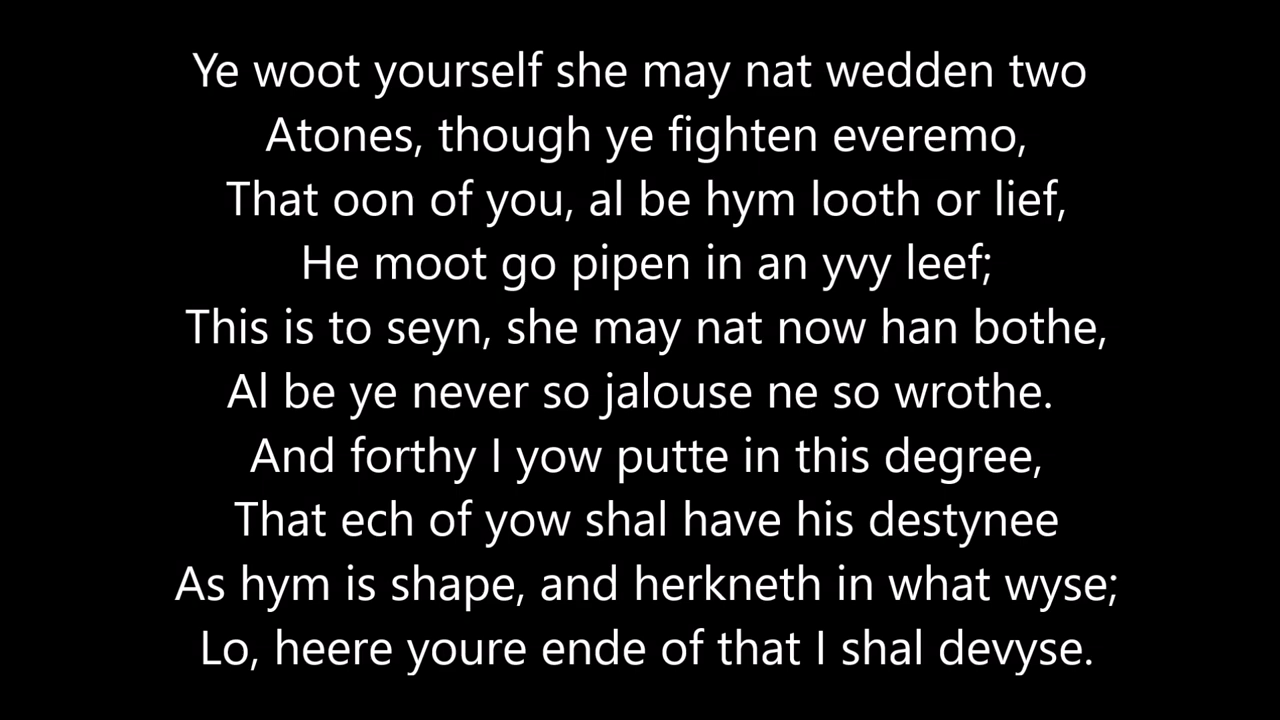 Ye woot yourself she may nat wedden two
Atones, though ye fighten everemo,
That oon of you, al be hym looth or lief,
He moot go pipen in an yvy leef;
This is to seyn, she may nat now han bothe,
Al be ye never so jalouse ne so wrothe.
And forthy I yow putte in this degree,
That ech of yow shal have his destynee
As hym is shape, and herkneth in what wyse;
Lo, heere youre ende of that I shal devyse.